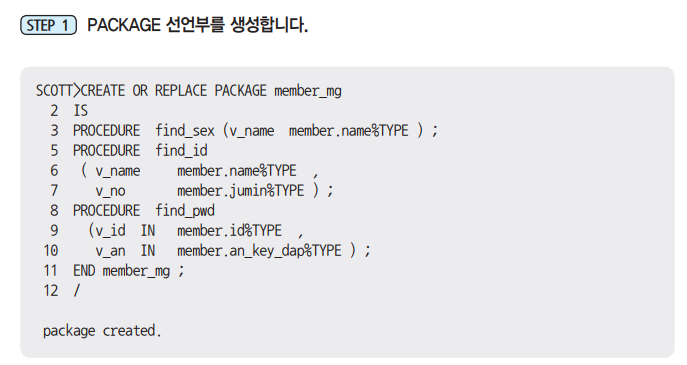 STEP 1 PACKAGE 선언부를 생성합니다.
SCOTT>CREATE OR REPLACE PACKAGE member_mg
2 IS
3 PROCEDURE find_sex (v_name member.name%TYPE ) ;
5 PROCEDURE find_id
6 ( v_name member.name%TYPE ,
7 v_no member.jumin%TYPE ) ;
8 PROCEDURE find_pwd
9 (v_id IN member.id%TYPE ,
10 v_an IN member.an_key_dap%TYPE ) ;
11 END member_mg ;
12 /
package created.